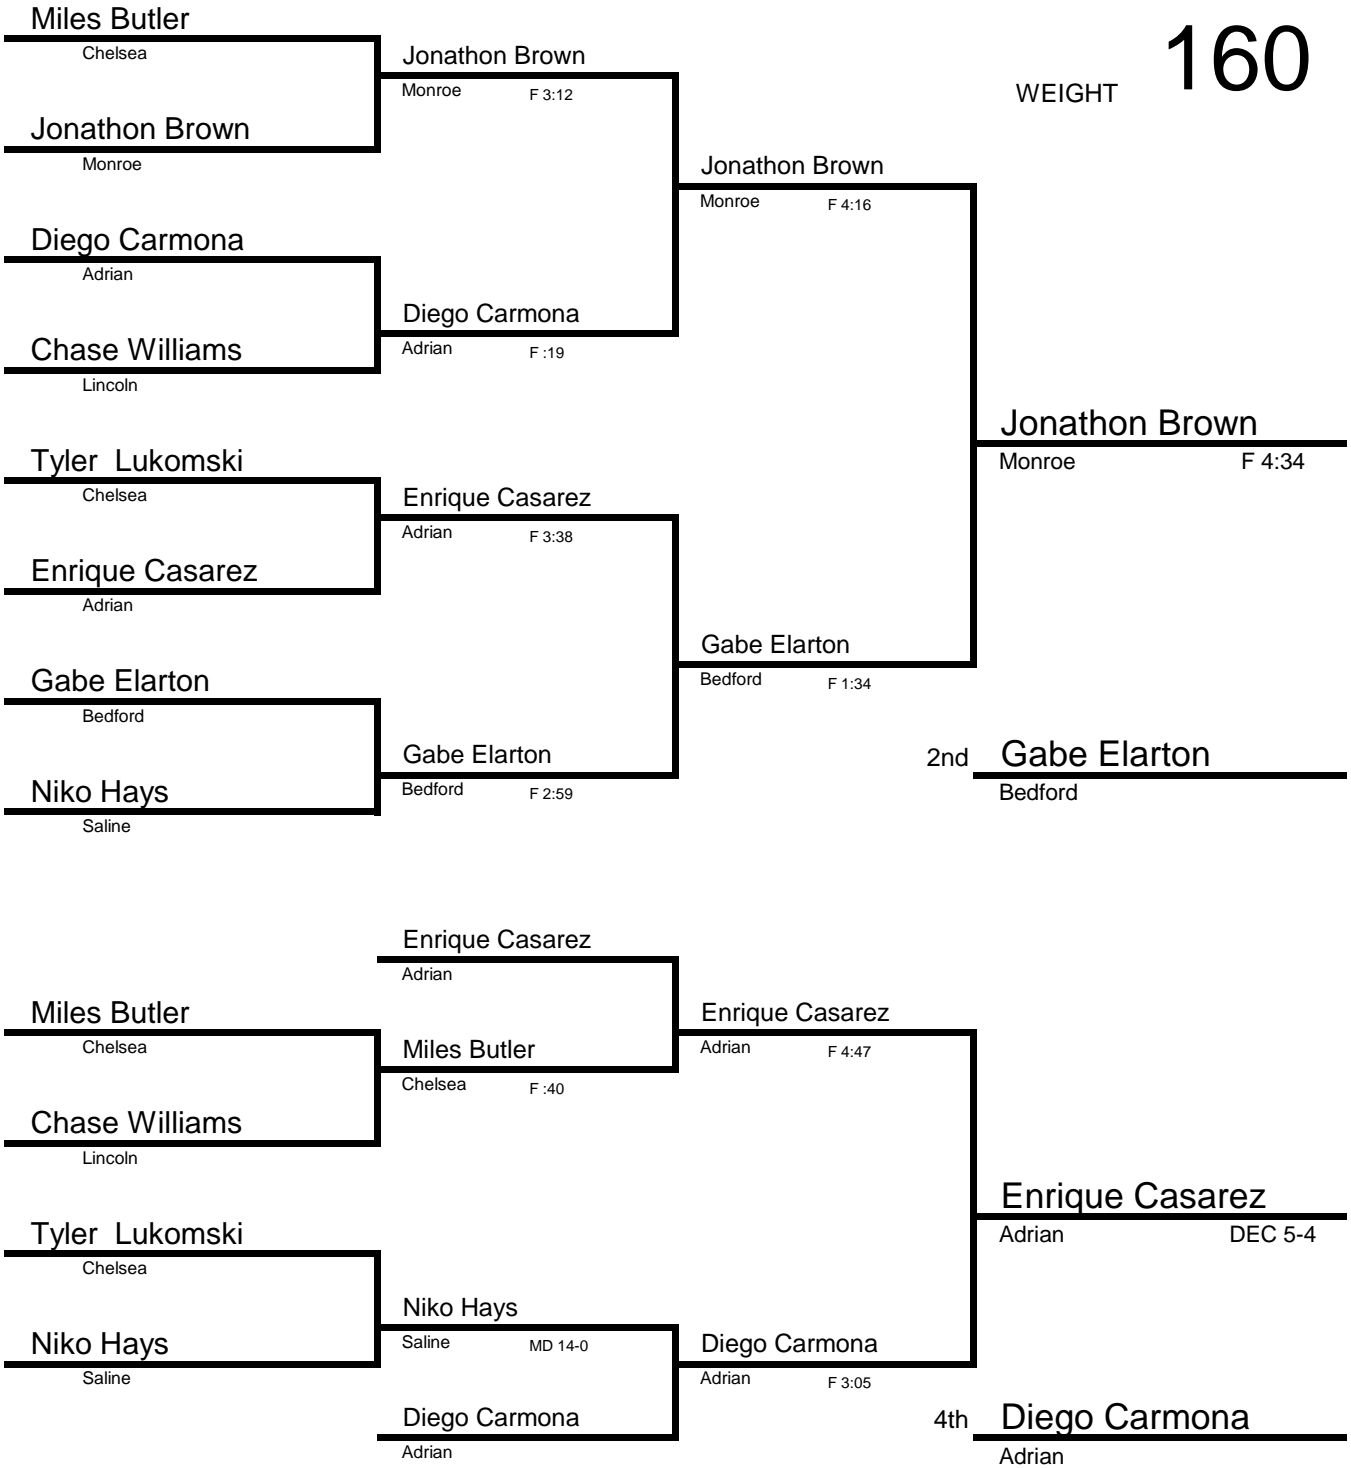 Miles Butler
Chelsea
Jonathon Brown
Monroe F 3:12
160
WEIGHT
Jonathon Brown
Monroe
Jonathon Brown
Monroe F 4:16
Diego Carmona
Adrian
Diego Carmona
Adrian F :19
Chase Williams
Lincoln
Jonathon Brown
Monroe F 4:34
Tyler  Lukomski
Chelsea
Enrique Casarez
Adrian F 3:38
Enrique Casarez
Adrian
Gabe Elarton
Bedford F 1:34
Gabe Elarton
Bedford
Gabe Elarton
Bedford F 2:59
2nd Gabe Elarton
Bedford
Niko Hays
Saline
Enrique Casarez
Adrian
Miles Butler
Chelsea
Enrique Casarez
Adrian F 4:47
Miles Butler
Chelsea F :40
Chase Williams
Lincoln
Enrique Casarez
Adrian DEC 5-4
Tyler  Lukomski
Chelsea
Niko Hays
Saline MD 14-0
Niko Hays
Saline
Diego Carmona
Adrian F 3:05
Diego Carmona
Adrian
4th Diego Carmona
Adrian